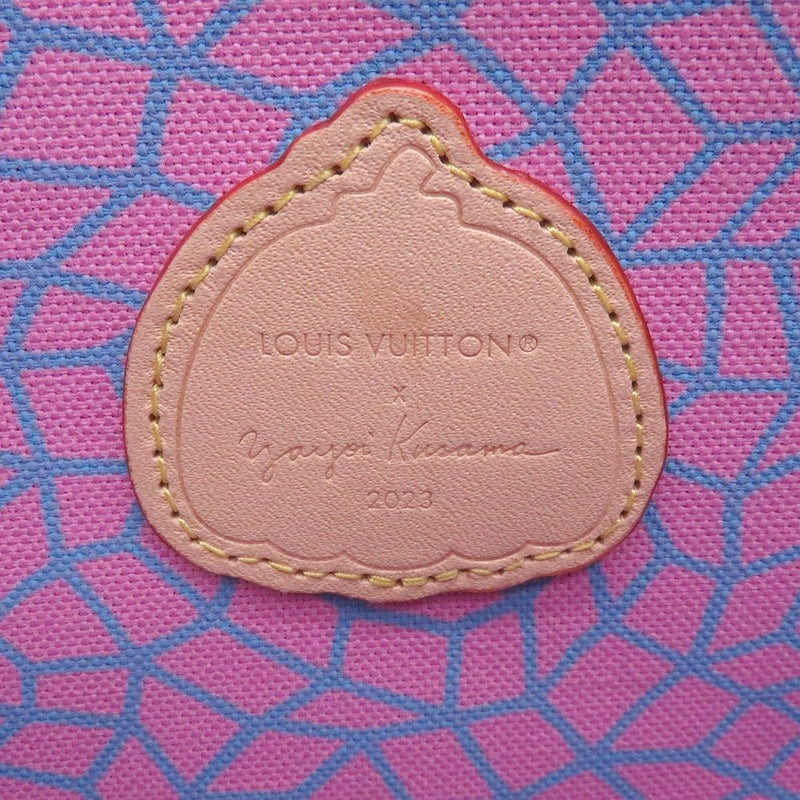 LOUIS VUITTON®
x
Yayoi Kusama
2023